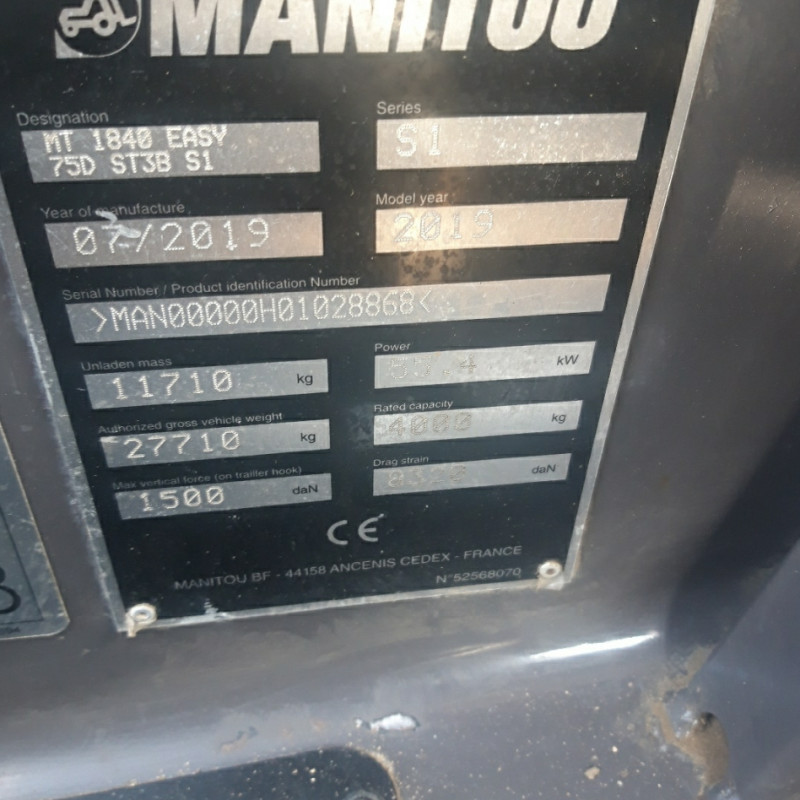 MANITOU
Designation
MT 1840 EASY
75D ST3B S1
Series
S1
Year of manufacture
07/2019
Model year
2019
Serial Number / Product identification Number
>MAN00000H01028868<
Unladen mass
11710 kg
Power
kW
Authorized gross vehicle weight
27710 kg
Rated capacity
4000 kg
Max vertical force (on trailler hook)
1500 daN
Drag strain
daN
CE
MANITOU BF - 44158 ANCENIS CEDEX - FRANCE
N°52568070